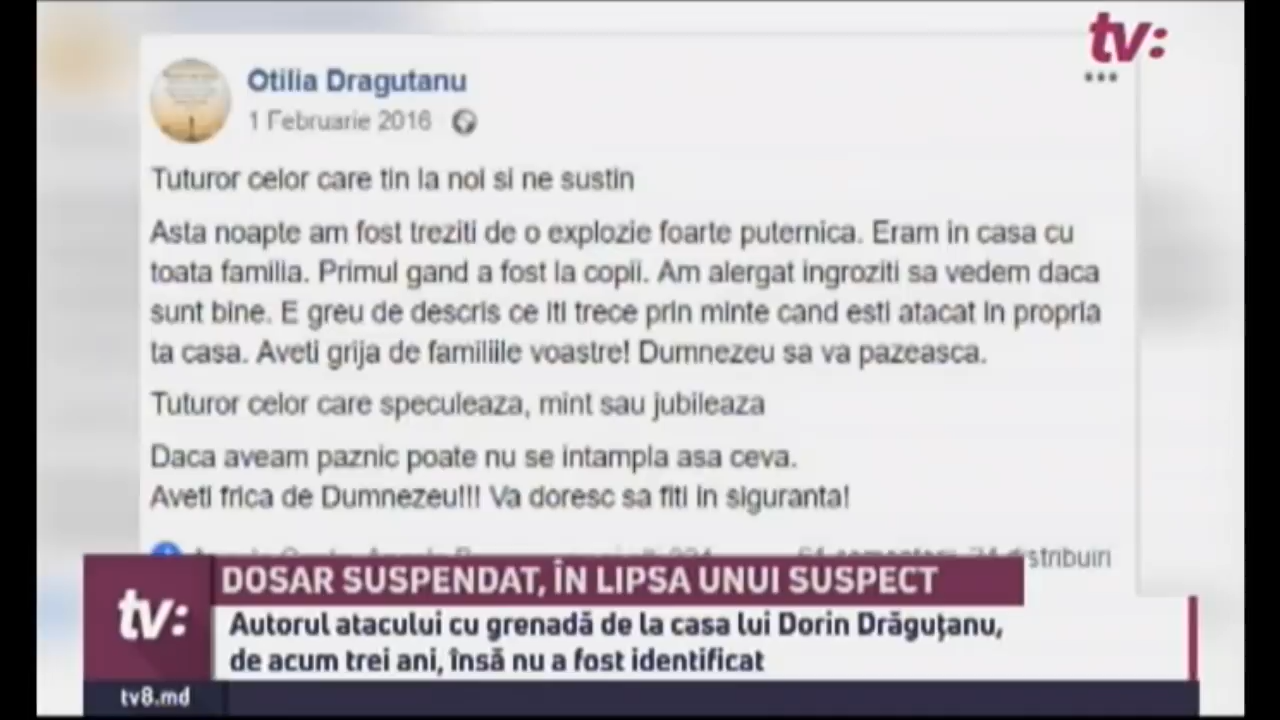 tv:
Otilia Dragutanu
1 Februarie 2016
Tuturor celor care tin la noi si ne sustin
Asta noapte am fost treziti de o explozie foarte puternica. Eram in casa cu
toata familia. Primul gand a fost la copii. Am alergat ingroziti sa vedem daca
sunt bine. E greu de descris ce iti trece prin minte cand esti atacat in propria
ta casa. Aveti grija de familiile voastre! Dumnezeu sa va pazeasca.
Tuturor celor care speculeaza, mint sau jubileaza
Daca aveam paznic poate nu se intampla asa ceva.
Aveti frica de Dumnezeu!!! Va doresc sa fiti in siguranta!
distribuiri
DOSAR SUSPENDAT, ÎN LIPSA UNUI SUSPECT
tv:
Autorul atacului cu grenadă de la casa lui Dorin Drăguțanu,
de acum trei ani, însă nu a fost identificat
tv8.md